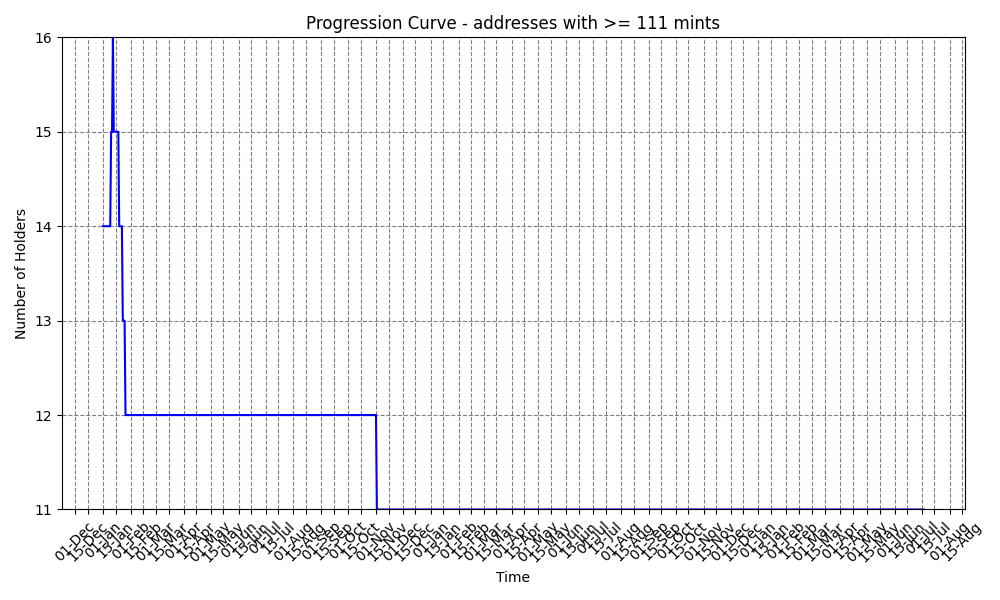 Progression Curve - addresses with >= 111 mints
16
15
14
13
12
11
Number of Holders
01-Dec
15-Dec
01-Jan
15-Jan
01-Feb
15-Feb
01-Mar
15-Mar
01-Apr
15-Apr
01-May
15-May
01-Jun
15-Jun
01-Jul
15-Jul
01-Aug
15-Aug
01-Sep
15-Sep
01-Oct
15-Oct
01-Nov
15-Nov
01-Dec
15-Dec
01-Jan
15-Jan
01-Feb
15-Feb
01-Mar
15-Mar
01-Apr
15-Apr
01-May
15-May
01-Jun
15-Jun
01-Jul
15-Jul
01-Aug
15-Aug
01-Sep
15-Sep
01-Oct
15-Oct
01-Nov
15-Nov
01-Dec
15-Dec
01-Jan
15-Jan
01-Feb
15-Feb
01-Mar
15-Mar
01-Apr
15-Apr
01-May
15-May
01-Jun
15-Jun
01-Jul
15-Jul
01-Aug
15-Aug
Time